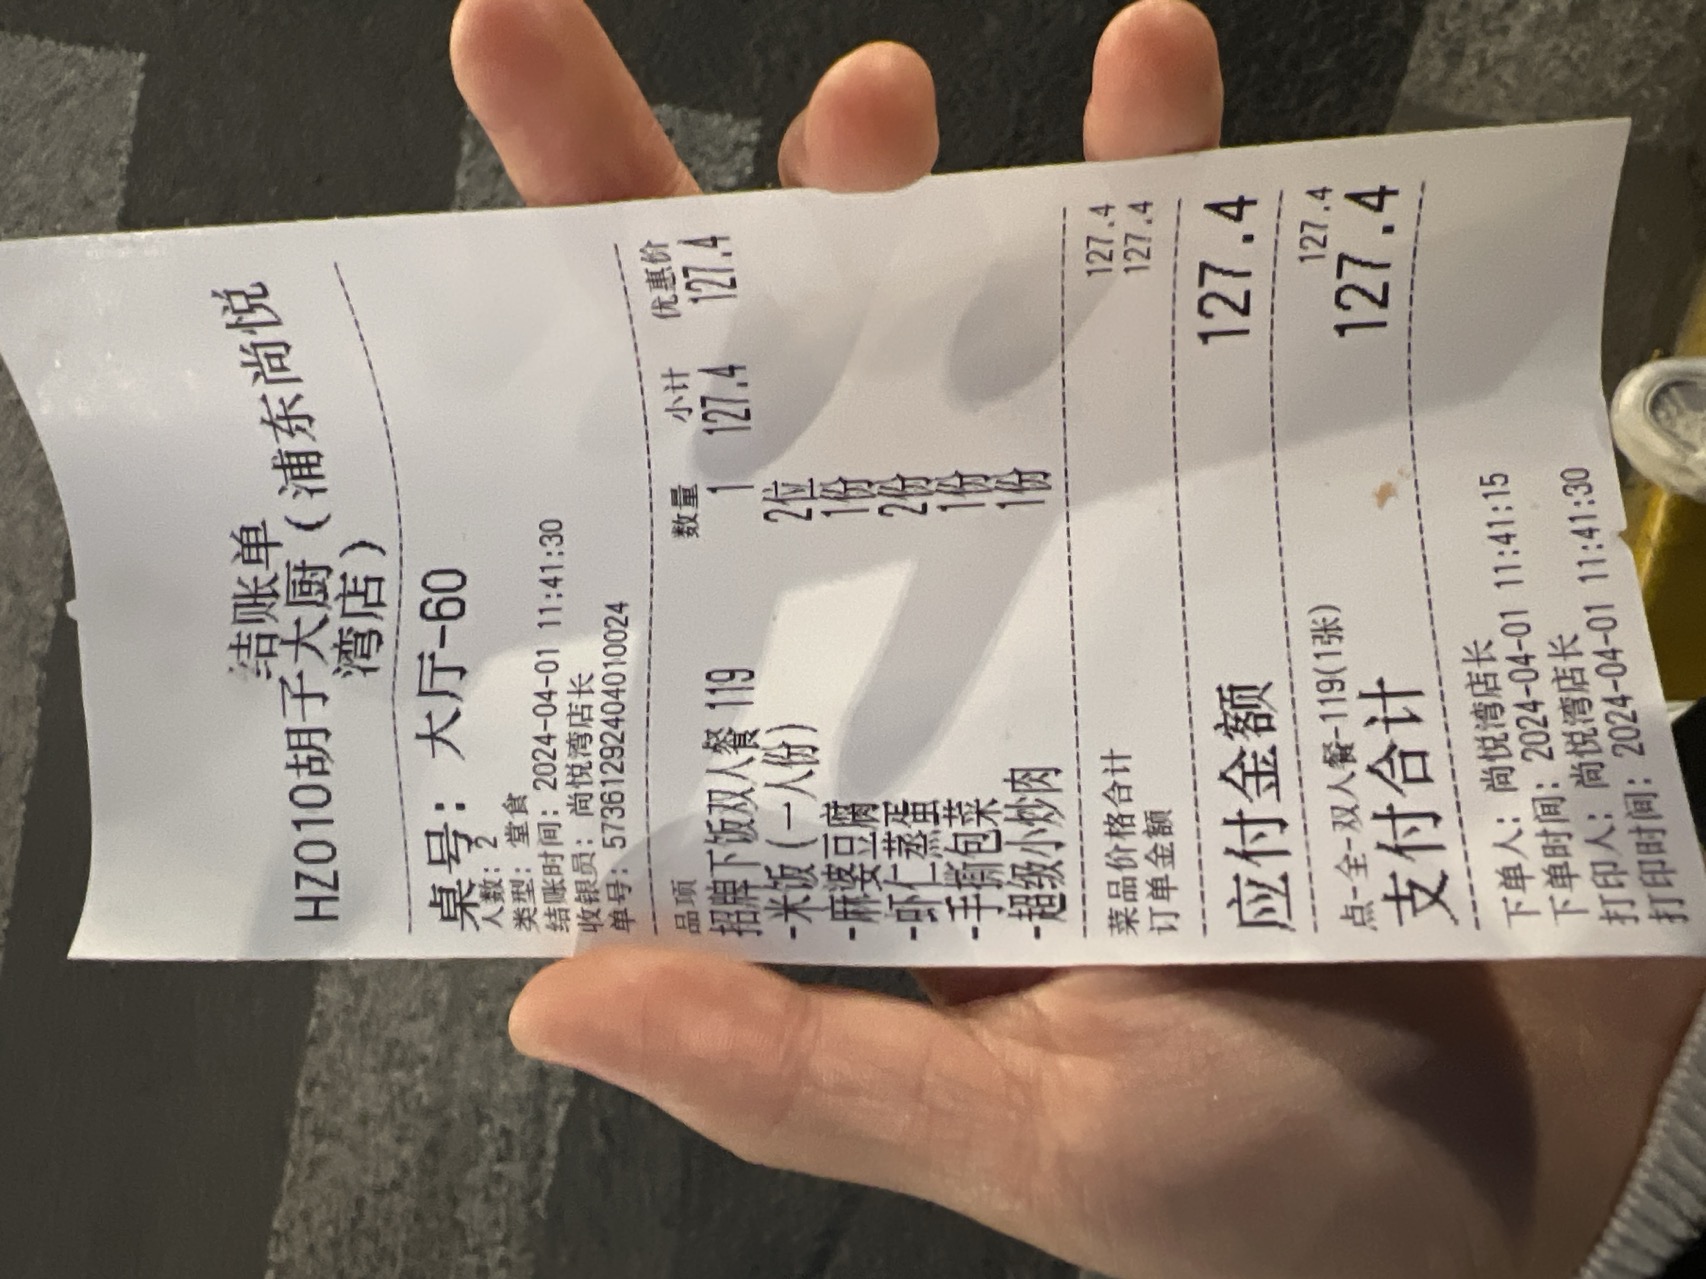 结账单
HZ010胡子大厨(浦东尚悦
湾店)
桌号: 大厅-60
人数: 2
类型: 堂食
结账时间: 2024-04-01 11:41:30
收银员: 尚悦湾店长
单号: 573612924040100​24
品项 数量 小计 优惠价
招牌下饭双人餐 119 1 127.4 127.4
-米饭(一人份) 2位
-麻婆豆腐 1份
-虾仁蒸蛋 2份
-手撕包菜 1份
-超级小炒肉 1份
菜品价格合计 127.4
订单金额 127.4
应付金额 127.4
点-全-双人餐-119(1张) 127.4
支付合计 127.4
下单人: 尚悦湾店长
下单时间: 2024-04-01 11:41:15
打印人: 尚悦湾店长
打印时间: 2024-04-01 11:41:30